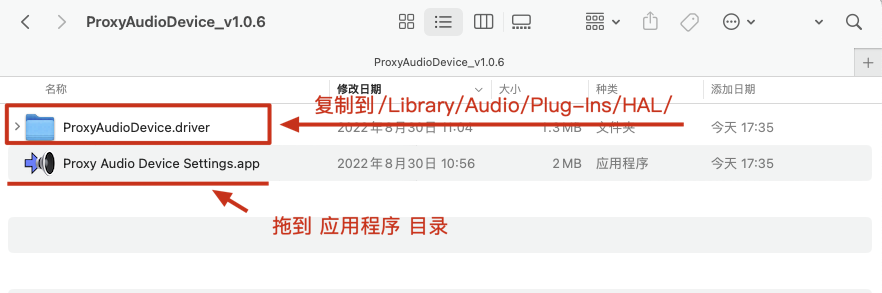 ProxyAudioDevice_v1.0.6
ProxyAudioDevice_v1.0.6
名称 修改日期 大小 种类 添加日期
复制到/Library/Audio/Plug-Ins/HAL/
ProxyAudioDevice.driver 2022年8月30日 11:04 1.3 MB 文件夹 今天 17:35
Proxy Audio Device Settings.app 2022年8月30日 10:56 2 MB 应用程序 今天 17:35
拖到 应用程序 目录